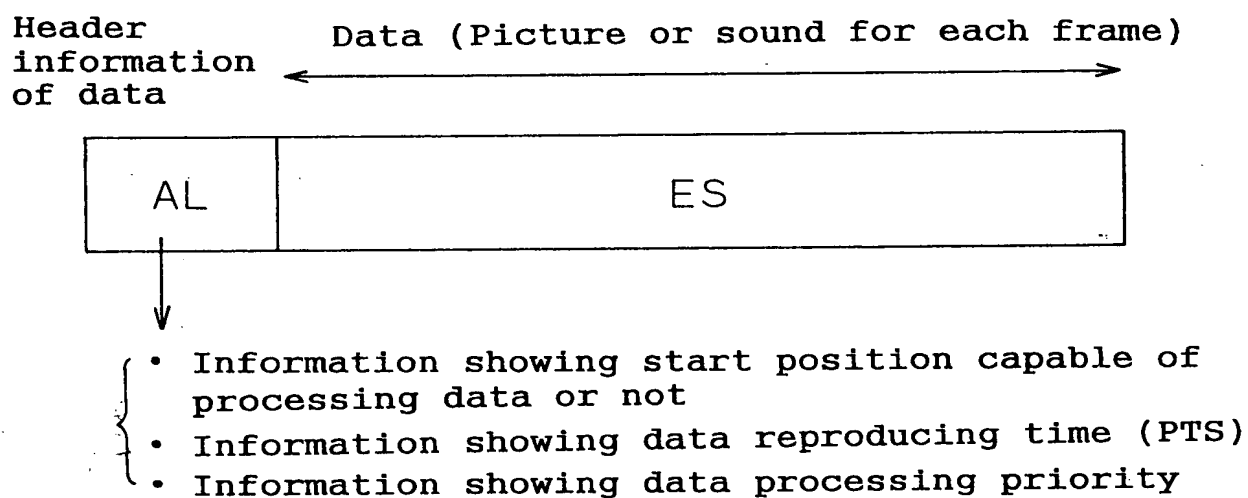 Header
information
of data
Data (Picture or sound for each frame)
AL
ES
• Information showing start position capable of
processing data or not
• Information showing data reproducing time (PTS)
• Information showing data processing priority